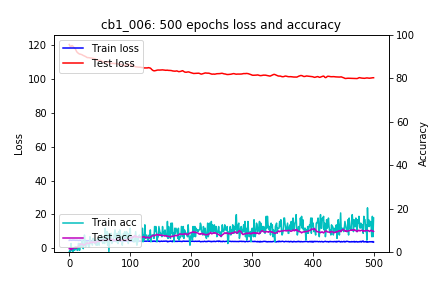 cb1_006: 500 epochs loss and accuracy
Train loss
Test loss
Train acc
Test acc
Loss
120
100
80
60
40
20
0
Accuracy
100
80
60
40
20
0
0
100
200
300
400
500